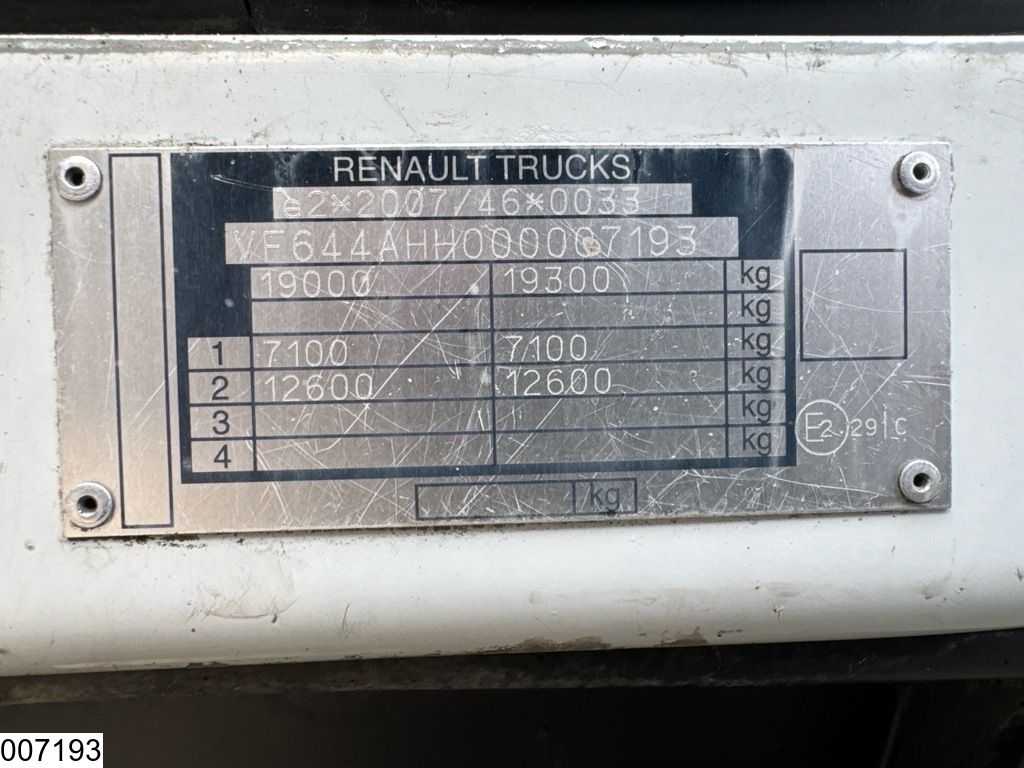 RENAULT TRUCKS
e2*2007/46*0033
VF644AHH000007193
19000 19300 kg
kg
1 7100 7100 kg
2 12600 12600 kg
3 kg
4 kg
E2 29IC
kg
007193